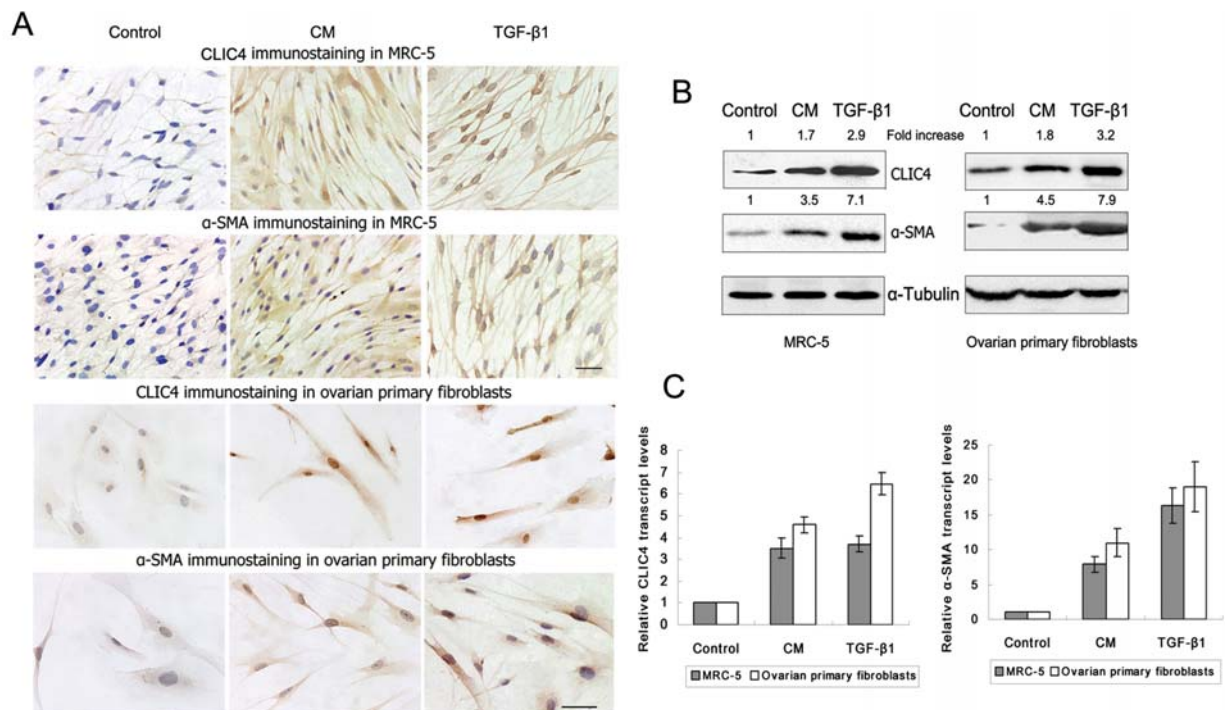 A
Control CM TGF-β1
CLIC4 immunostaining in MRC-5
α-SMA immunostaining in MRC-5
CLIC4 immunostaining in ovarian primary fibroblasts
α-SMA immunostaining in ovarian primary fibroblasts
B
Control CM TGF-β1 Control CM TGF-β1
1 1.7 2.9 Fold increase 1 1.8 3.2
CLIC4
1 3.5 7.1 1 4.5 7.9
α-SMA
α-Tubulin
MRC-5 Ovarian primary fibroblasts
C
Relative CLIC4 transcript levels
8
7
6
5
4
3
2
1
0
Control CM TGF-β1
MRC-5 Ovarian primary fibroblasts
Relative α-SMA transcript levels
25
20
15
10
5
0
Control CM TGF-β1
MRC-5 Ovarian primary fibroblasts